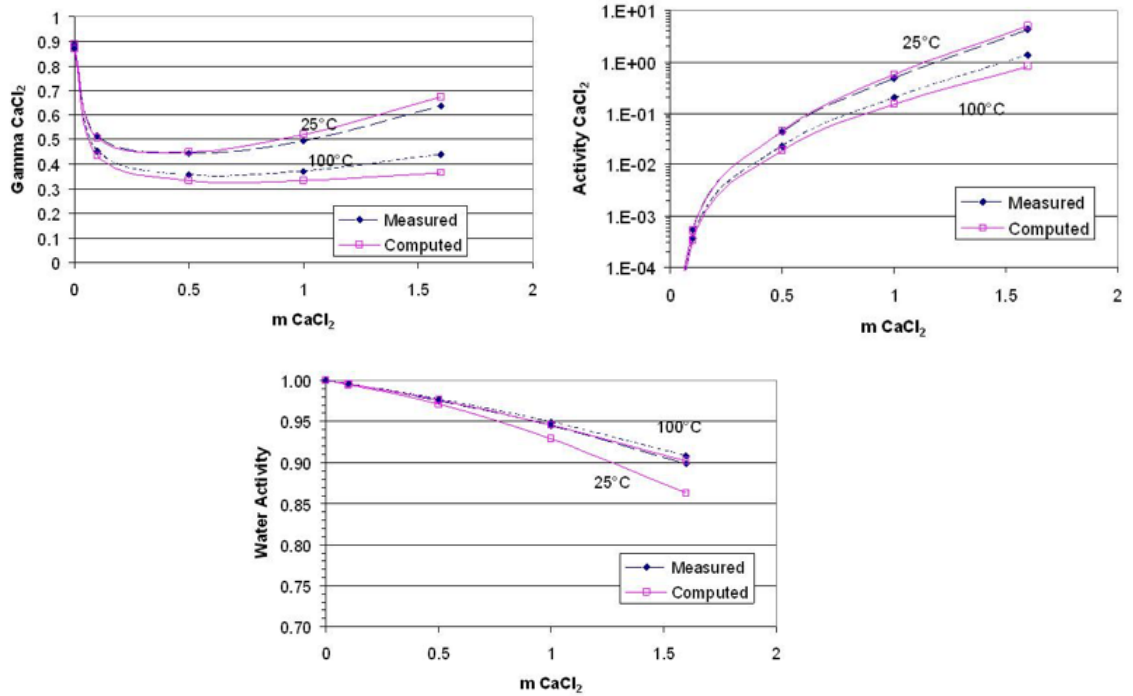 Gamma CaCl₂
1
0.9
0.8
0.7
0.6
0.5
0.4
0.3
0.2
0.1
0
25°C
100°C
Measured
Computed
0 0.5 1 1.5 2
m CaCl₂
Activity CaCl₂
1.E+01
1.E+00
1.E-01
1.E-02
1.E-03
1.E-04
25°C
100°C
Measured
Computed
0 0.5 1 1.5 2
m CaCl₂
Water Activity
1.00
0.95
0.90
0.85
0.80
0.75
0.70
100°C
25°C
Measured
Computed
0 0.5 1 1.5 2
m CaCl₂